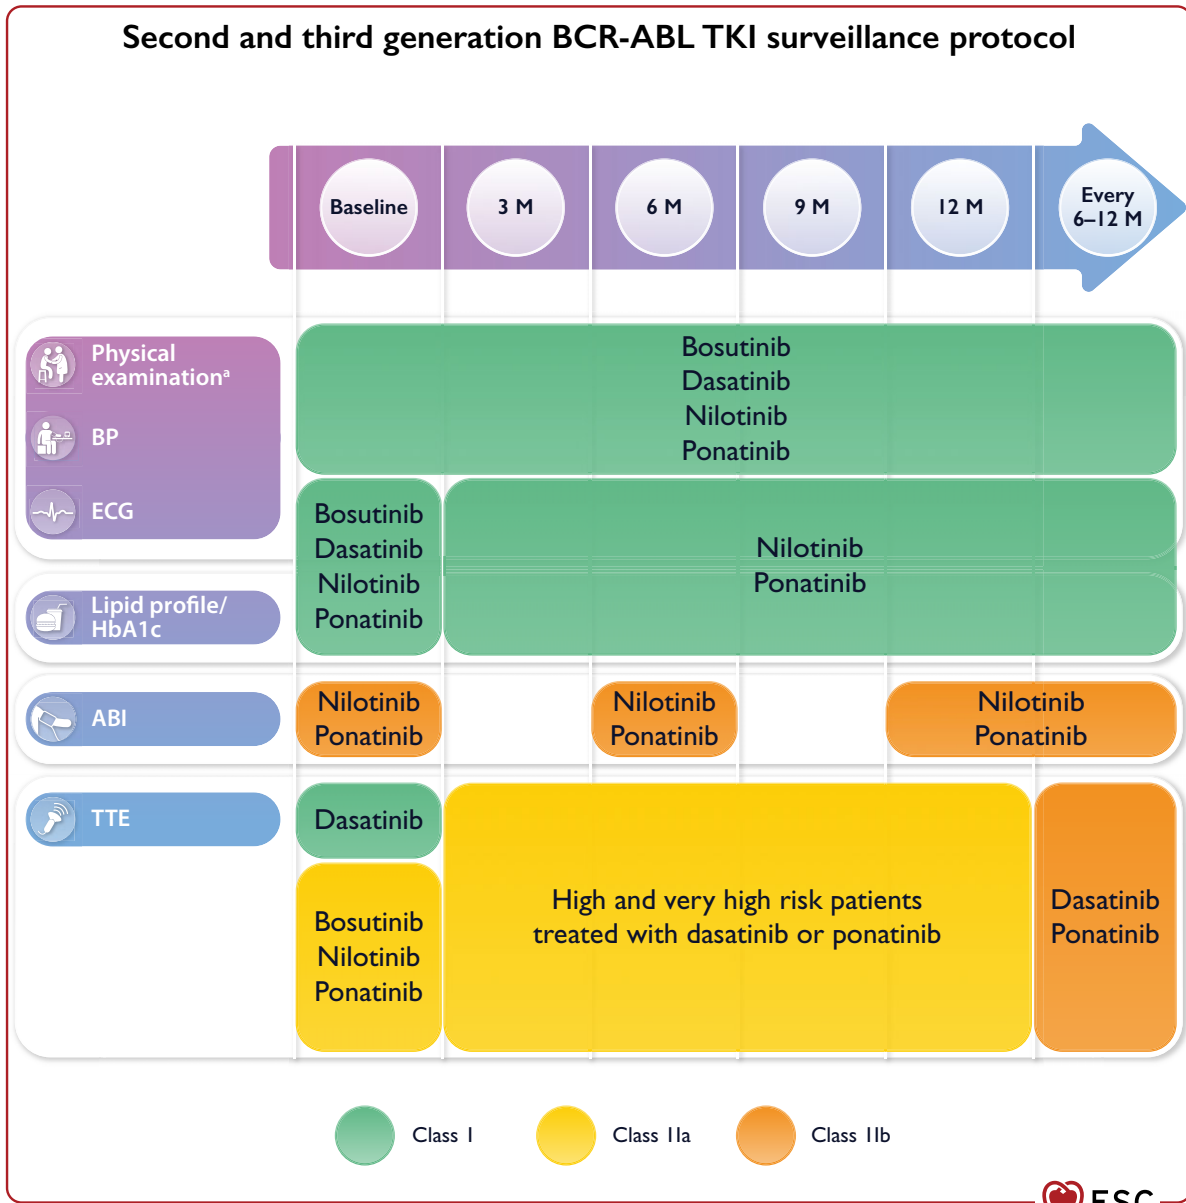 Second and third generation BCR-ABL TKI surveillance protocol
Baseline
3 M
6 M
9 M
12 M
Every
6–12 M
Physical
examinationᵃ
BP
ECG
Bosutinib
Dasatinib
Nilotinib
Ponatinib
Bosutinib
Dasatinib
Nilotinib
Ponatinib
Nilotinib
Ponatinib
Lipid profile/
HbA1c
ABI
Nilotinib
Ponatinib
Nilotinib
Ponatinib
Nilotinib
Ponatinib
TTE
Dasatinib
Bosutinib
Nilotinib
Ponatinib
High and very high risk patients
treated with dasatinib or ponatinib
Dasatinib
Ponatinib
Class I
Class IIa
Class IIb
ESC